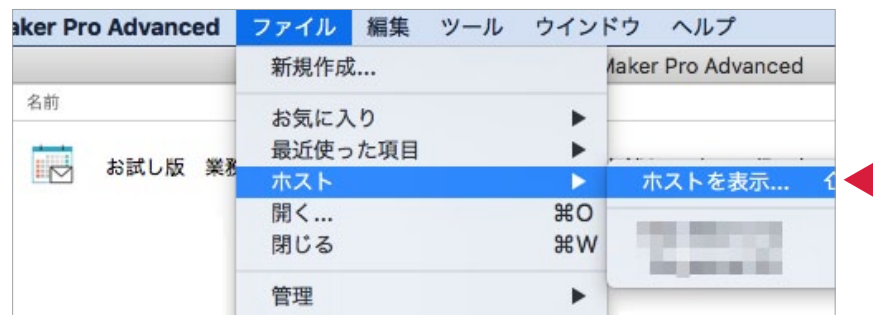 aker Pro Advanced ファイル 編集 ツール ウインドウ ヘルプ
新規作成... Maker Pro Advanced
名前
お気に入り ▶
最近使った項目 ▶
お試し版 業務
ホスト ▶ ホストを表示... ⇧
開く... ⌘O
閉じる ⌘W
管理 ▶